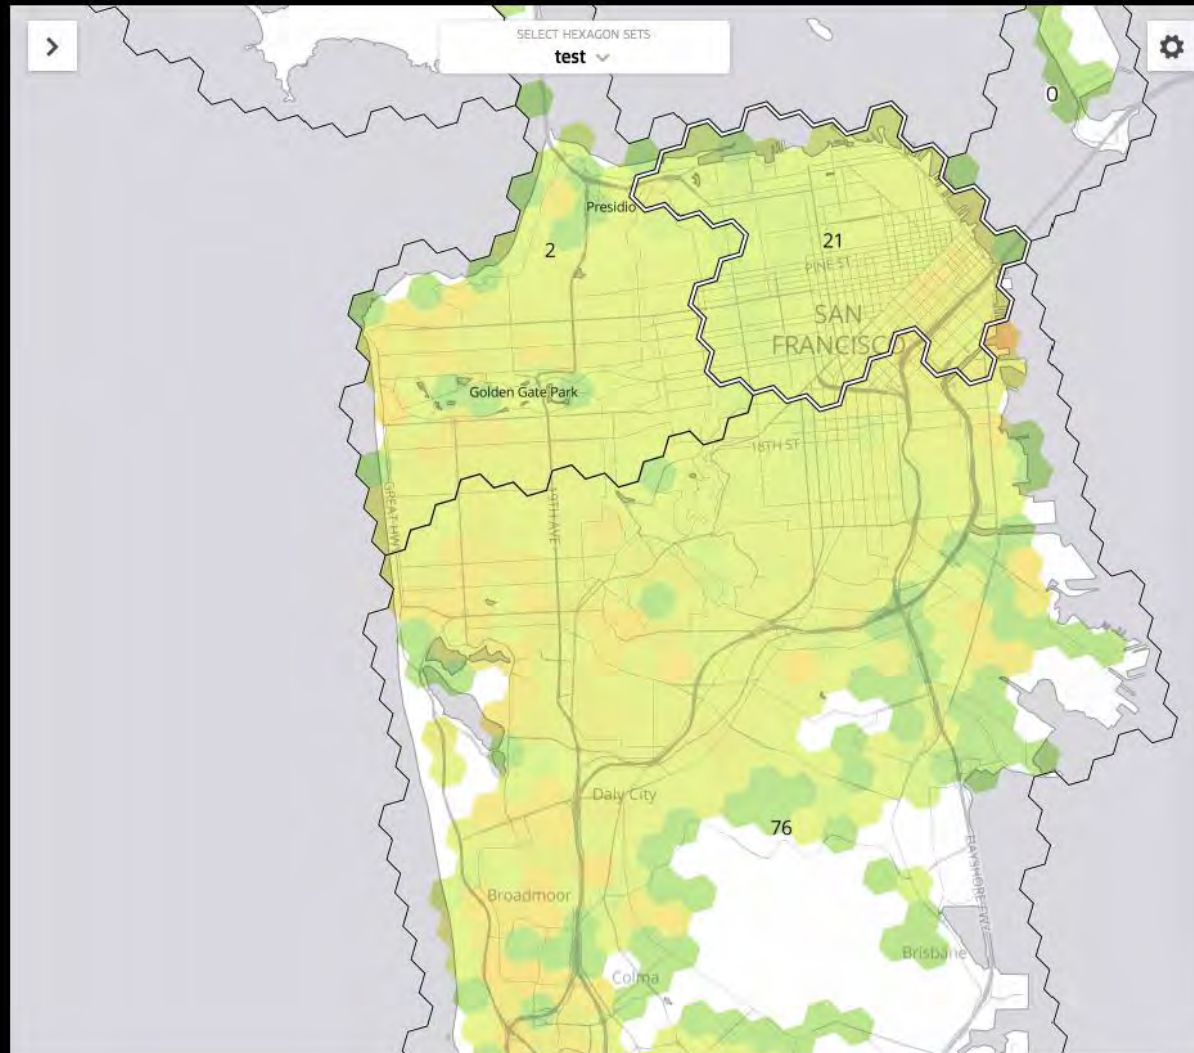 SELECT HEXAGON SETS
test
0
Presidio
2
21
PINE ST
SAN
FRANCISCO
Golden Gate Park
18TH ST
GREAT HWY
19TH AVE
Daly City
76
BAYSHORE FWY
Broadmoor
Brisbane
Colma